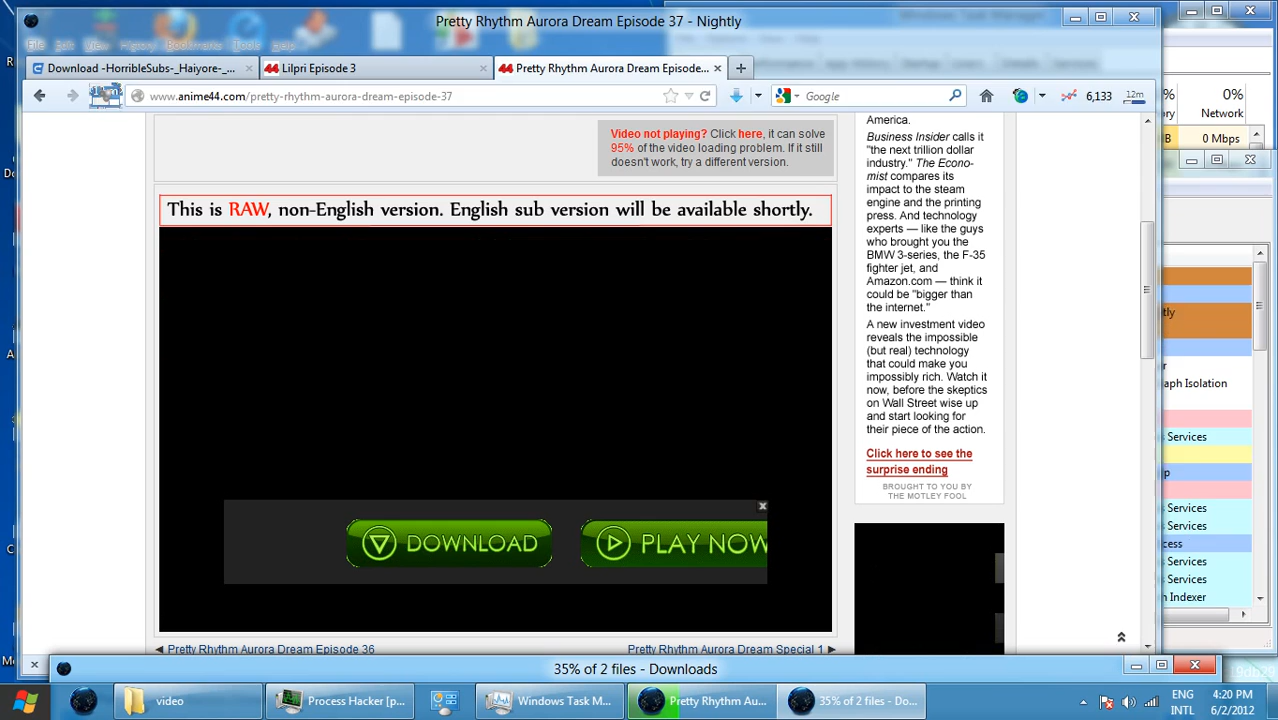 Pretty Rhythm Aurora Dream Episode 37 - Nightly
File Edit View History Bookmarks Tools Help
Download -HorribleSubs-_Haiyore-_...
44 Lilpri Episode 3
44 Pretty Rhythm Aurora Dream Episode...
www.anime44.com/pretty-rhythm-aurora-dream-episode-37
Google
6,133
12m
0%
0%
Network
0 Mbps
Video not playing? Click here, it can solve
95% of the video loading problem. If it still
doesn't work, try a different version.
This is RAW, non-English version. English sub version will be available shortly.
DOWNLOAD
PLAY NOW
Pretty Rhythm Aurora Dream Episode 36
Pretty Rhythm Aurora Dream Special 1
America.
Business Insider calls it
"the next trillion dollar
industry." The Econo-
mist compares its
impact to the steam
engine and the printing
press. And technology
experts — like the guys
who brought you the
BMW 3-series, the F-35
fighter jet, and
Amazon.com — think it
could be "bigger than
the internet."
A new investment video
reveals the impossible
(but real) technology
that could make you
impossibly rich. Watch it
now, before the skeptics
on Wall Street wise up
and start looking for
their piece of the action.
Click here to see the
surprise ending
BROUGHT TO YOU BY
THE MOTLEY FOOL
aph Isolation
Services
Services
Services
cess
Services
Services
n Indexer
35% of 2 files - Downloads
video
Process Hacker [p...
Windows Task M...
Pretty Rhythm Au...
35% of 2 files - Do...
ENG
INTL
4:20 PM
6/2/2012